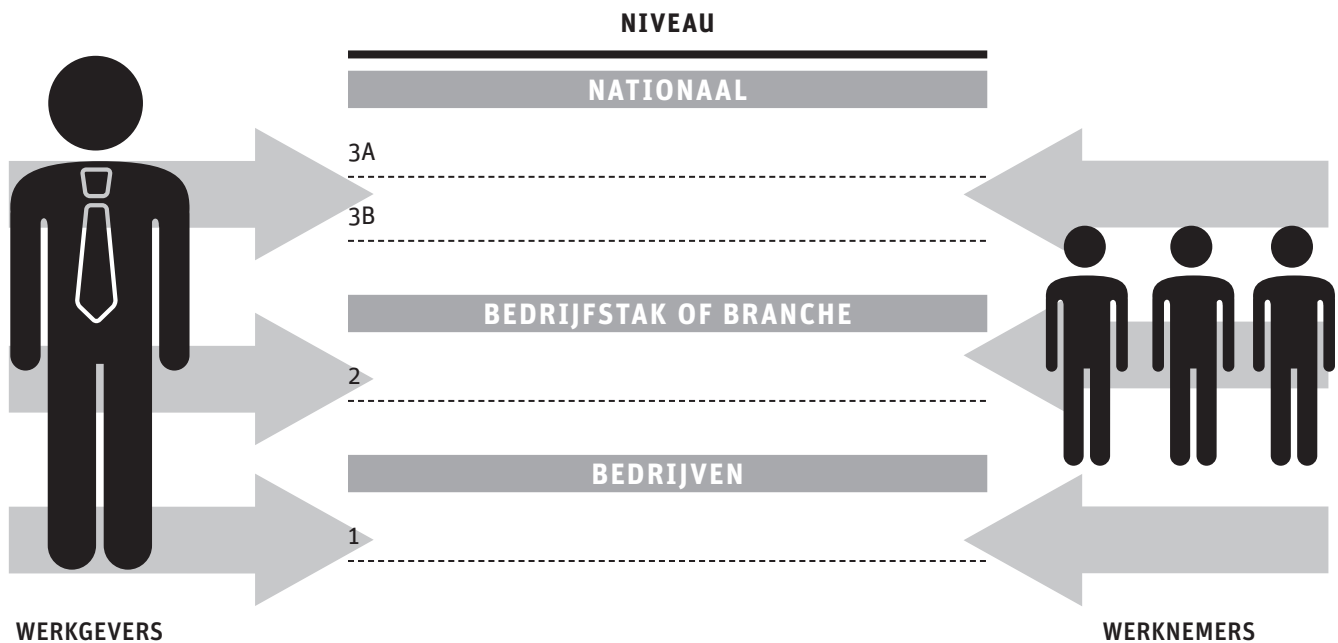 NIVEAU
NATIONAAL
3A
3B
BEDRIJFSTAK OF BRANCHE
2
BEDRIJVEN
1
WERKGEVERS
WERKNEMERS